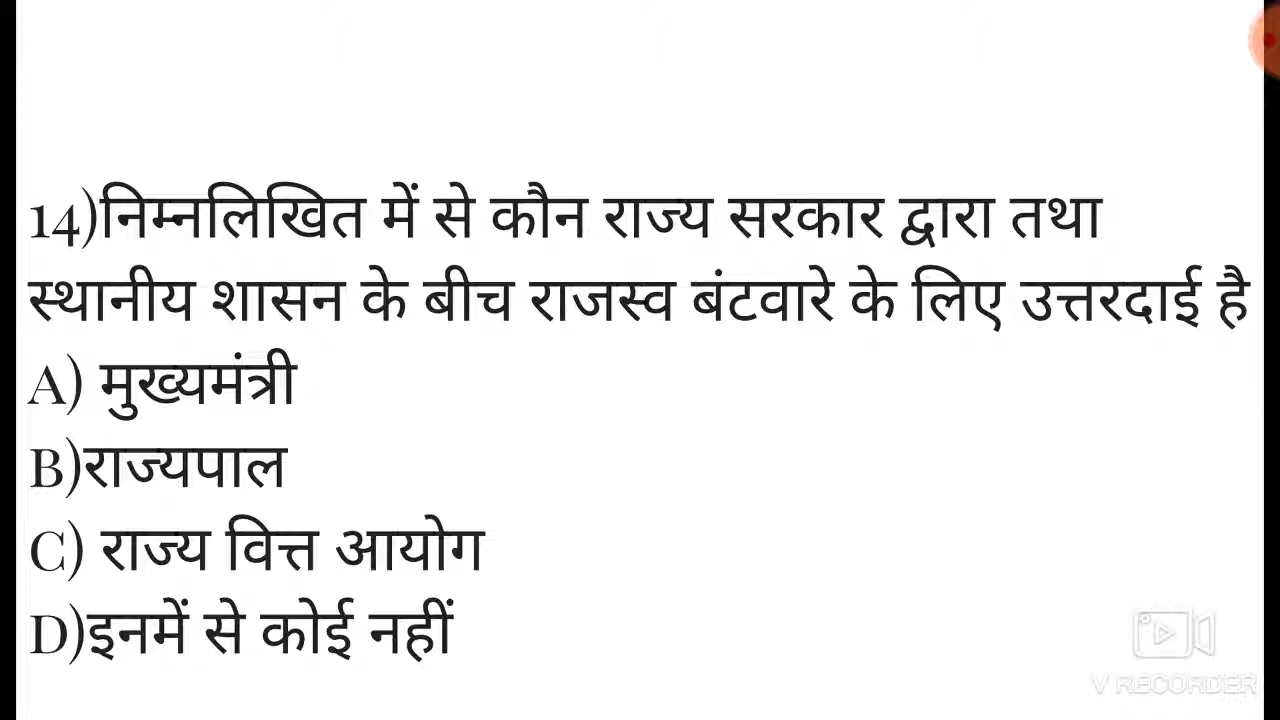 14)निम्नलिखित में से कौन राज्य सरकार द्वारा तथा
स्थानीय शासन के बीच राजस्व बंटवारे के लिए उत्तरदाई है
A) मुख्यमंत्री
B)राज्यपाल
C) राज्य वित्त आयोग
D)इनमें से कोई नहीं
V RECORDER